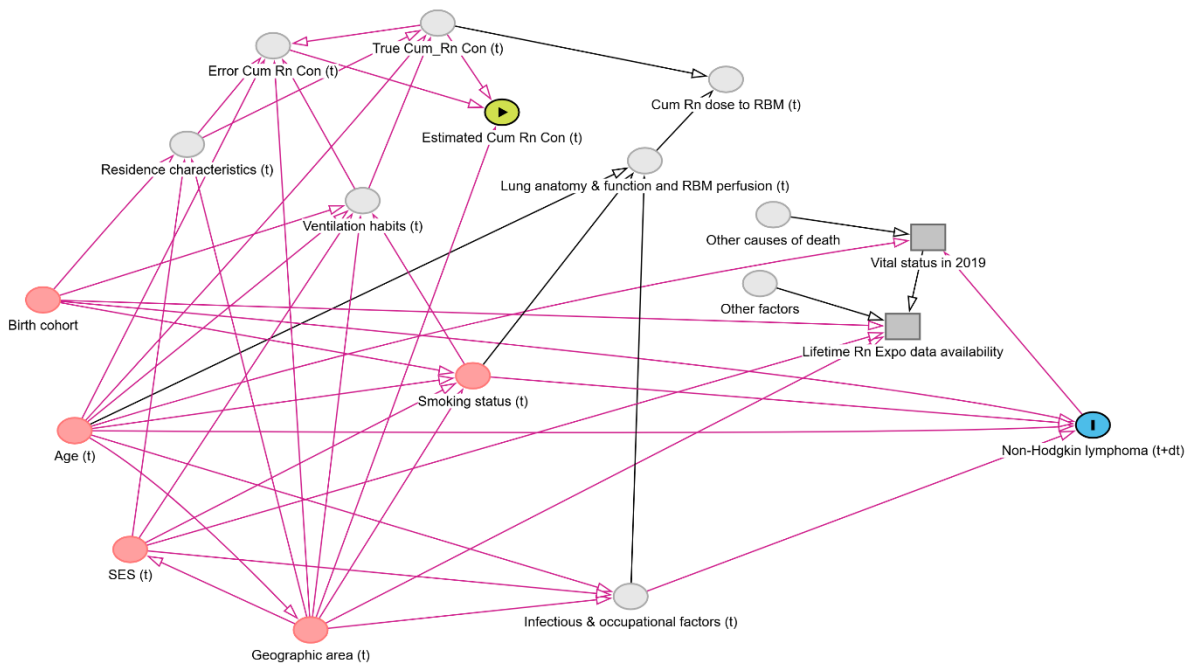 True Cum_Rn Con (t)
Error Cum Rn Con (t)
Cum Rn dose to RBM (t)
Estimated Cum Rn Con (t)
Residence characteristics (t)
Lung anatomy & function and RBM perfusion (t)
Ventilation habits (t)
Other causes of death
Vital status in 2019
Other factors
Birth cohort
Lifetime Rn Expo data availability
Smoking status (t)
Age (t)
Non-Hodgkin lymphoma (t+dt)
SES (t)
Infectious & occupational factors (t)
Geographic area (t)